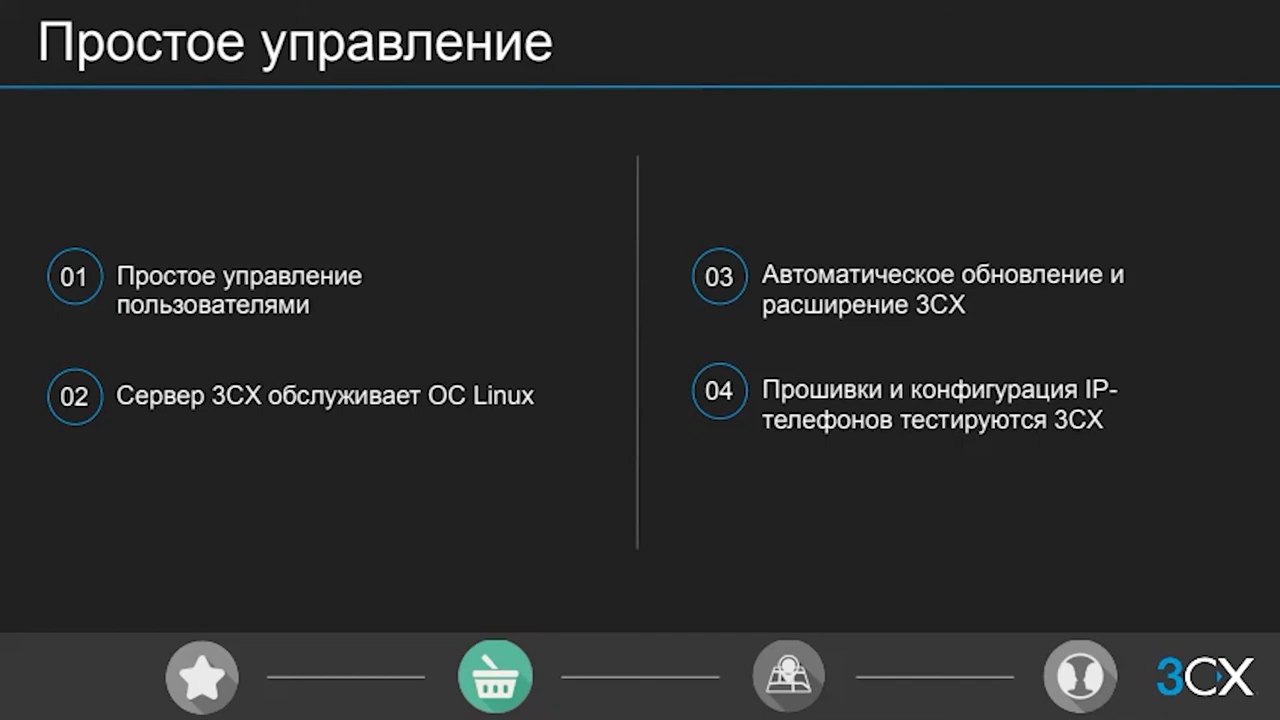 Простое управление
01
Простое управление
пользователями
02
Сервер 3CX обслуживает ОС Linux
03
Автоматическое обновление и
расширение 3CX
04
Прошивки и конфигурация IP-
телефонов тестируются 3CX
3CX